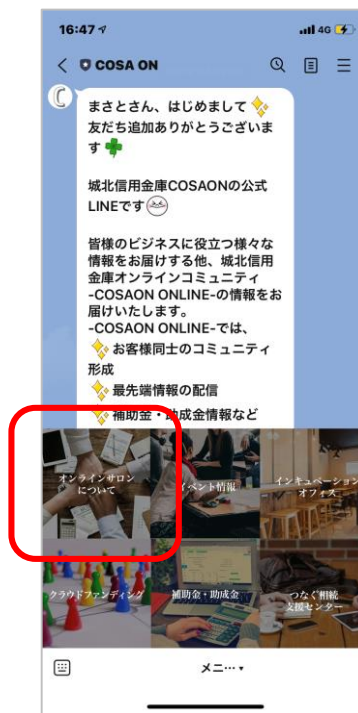 16:47
4G
COSA ON
まさとさん、はじめまして
友だち追加ありがとうございま
す
城北信用金庫COSAONの公式
LINEです
皆様のビジネスに役立つ様々な
情報をお届けする他、城北信用
金庫オンラインコミュニティ
-COSAON ONLINE-の情報をお
届けいたします。
-COSAON ONLINE-では、
お客様同士のコミュニティ
形成
最先端情報の配信
補助金・助成金情報など
オンラインサロン
について
イベント情報
インキュベーション
オフィス
クラウドファンディング
補助金・助成金
つなぐ相続
支援センター
メニ…▼